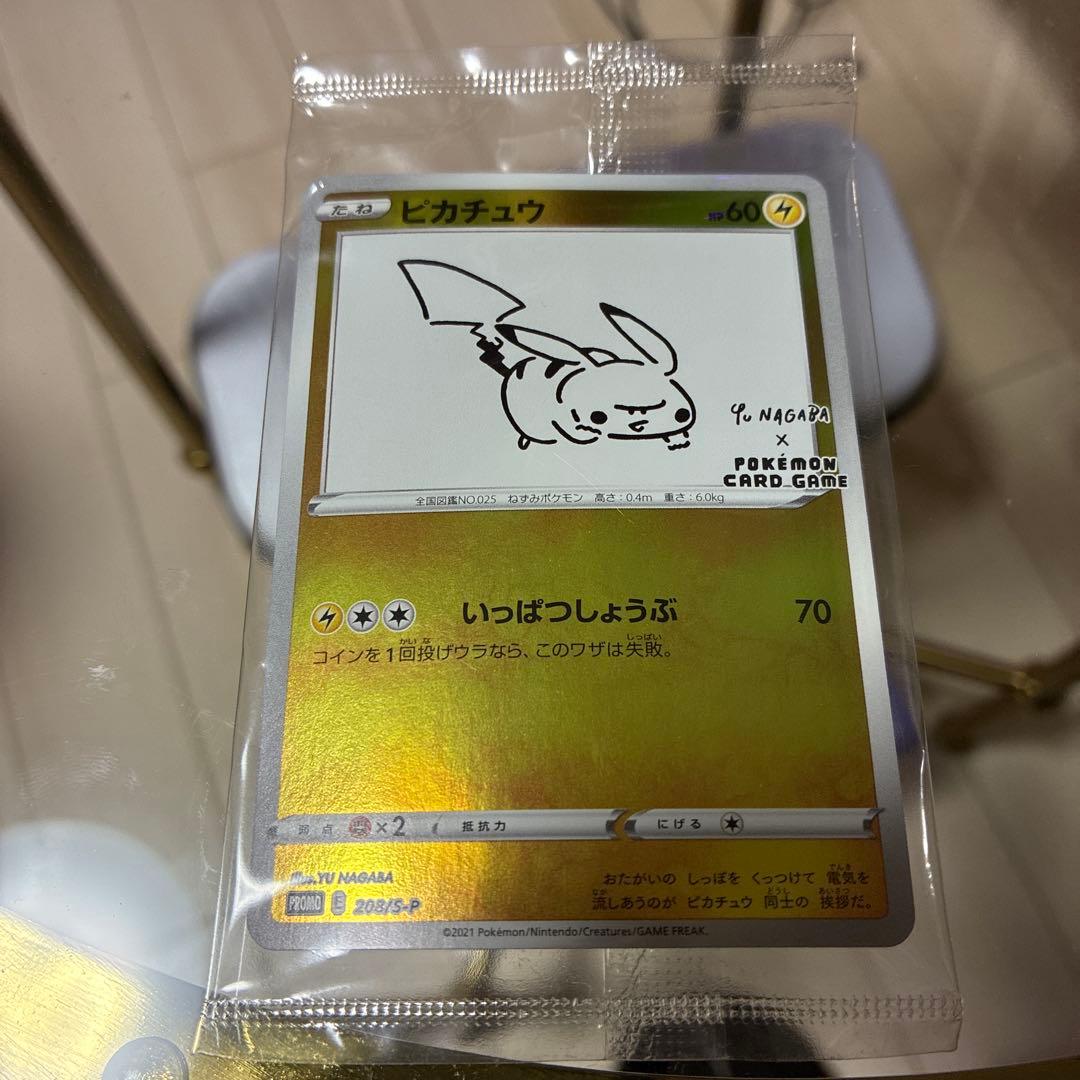 たね ピカチュウ HP60
Yu NAGABA
×
POKÉMON
CARD GAME
全国図鑑NO.025 ねずみポケモン 高さ:0.4m 重さ:6.0kg
いっぱつしょうぶ 70
コインを1回投げウラなら、このワザは失敗。
弱点 ×2 抵抗力 にげる
illus.YU NAGABA
おたがいの しっぽを くっつけて 電気を
流しあうのが ピカチュウ 同士の 挨拶だ。
PROMO E 208/S-P
©2021 Pokémon/Nintendo/Creatures/GAME FREAK.